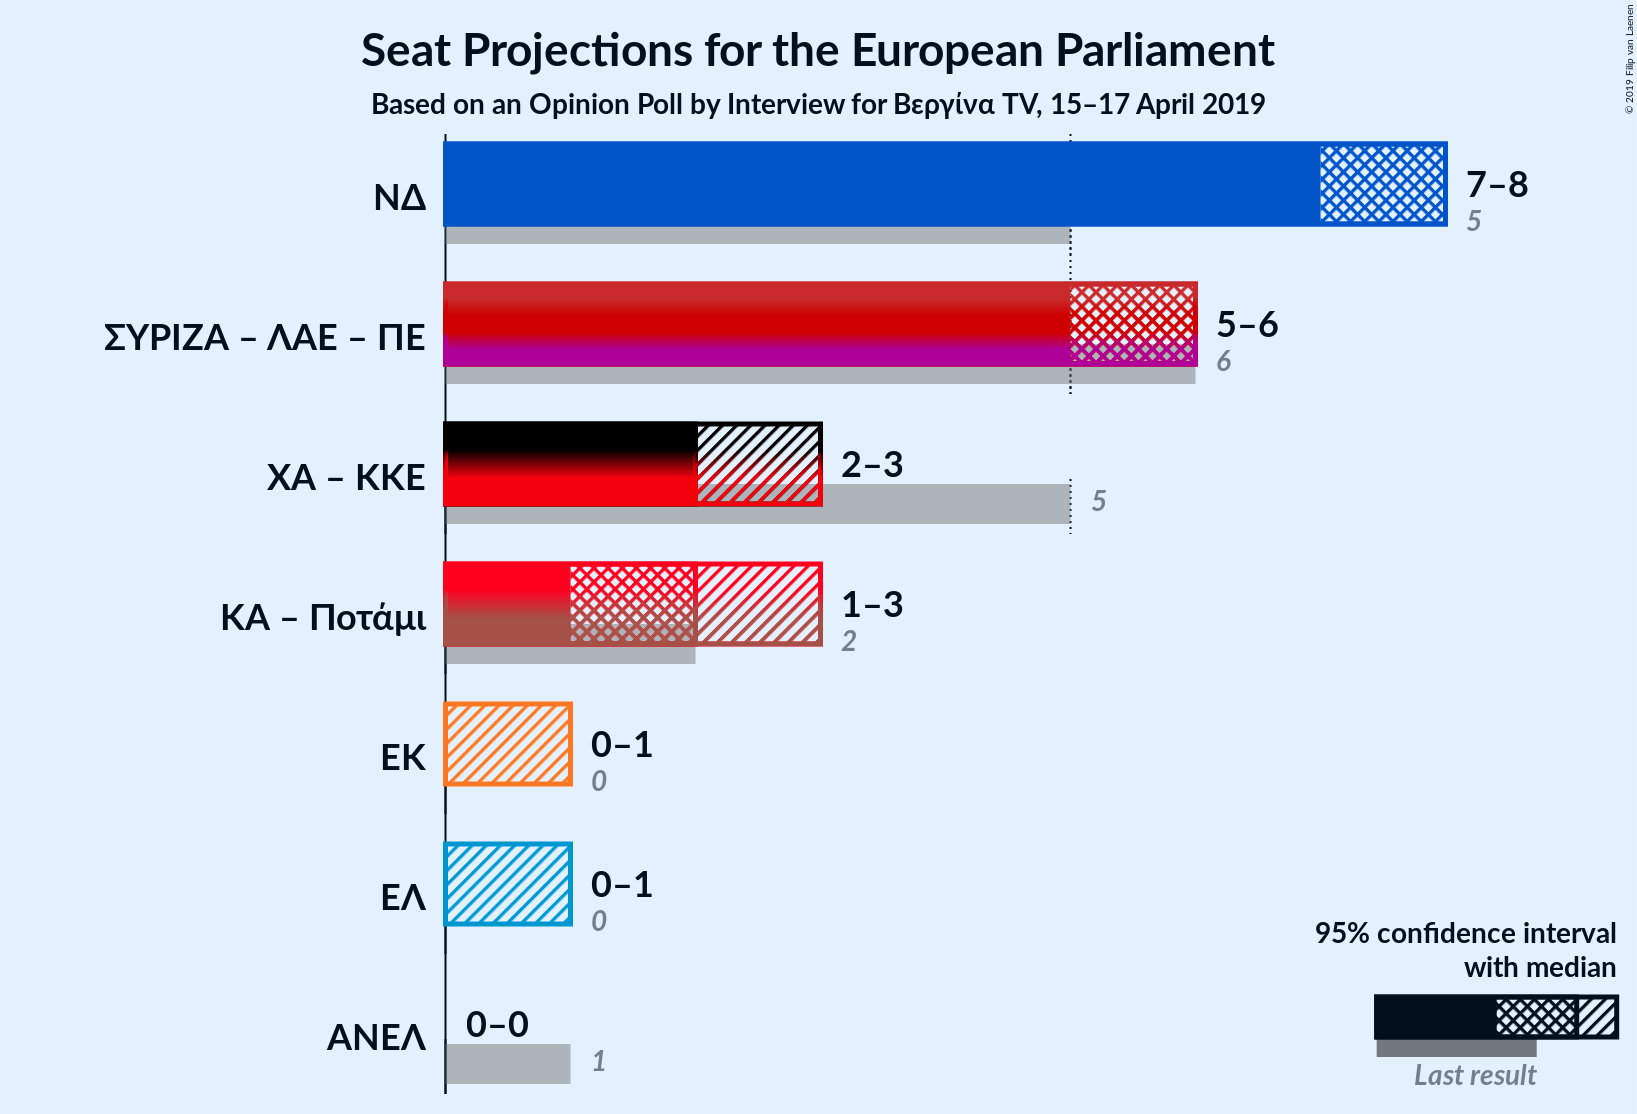 Seat Projections for the European Parliament
Based on an Opinion Poll by Interview for Βεργίνα TV, 15–17 April 2019
© 2019 Filip van Laenen
ΝΔ
7–8
5
ΣΥΡΙΖΑ – ΛΑΕ – ΠΕ
5–6
6
ΧΑ – ΚΚΕ
2–3
5
ΚΑ – Ποτάμι
1–3
2
ΕΚ
0–1
0
ΕΛ
0–1
0
ΑΝΕΛ
0–0
1
95% confidence interval
with median
Last result